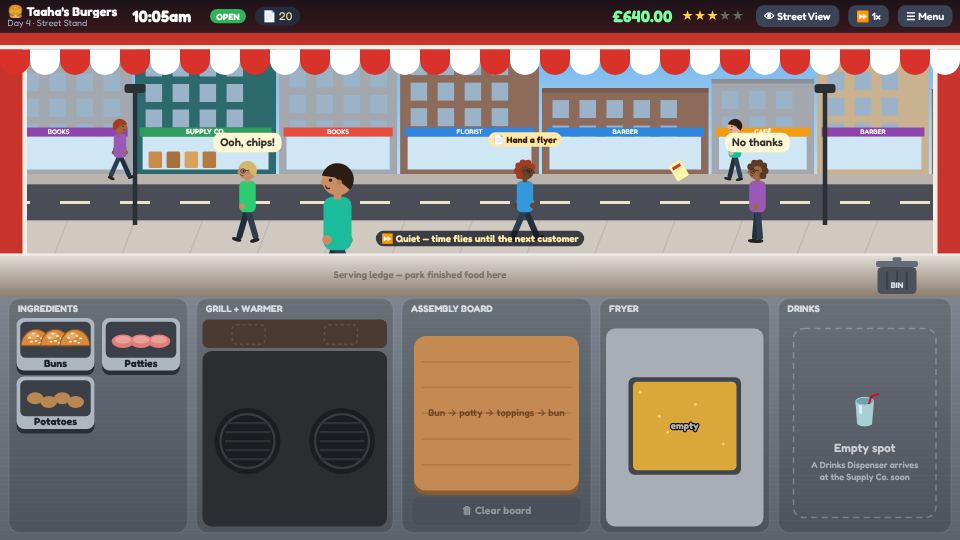 Taaha's Burgers
Day 4 · Street Stand
10:05am
OPEN
20
£640.00
Street View
1x
Menu
BOOKS
SUPPLY CO.
BOOKS
FLORIST
BARBER
CAFÉ
BARBER
Ooh, chips!
Hand a flyer
No thanks
Quiet — time flies until the next customer
Serving ledge — park finished food here
BIN
INGREDIENTS
Buns
Patties
Potatoes
GRILL + WARMER
ASSEMBLY BOARD
Bun → patty → toppings → bun
Clear board
FRYER
empty
DRINKS
Empty spot
A Drinks Dispenser arrives
at the Supply Co. soon